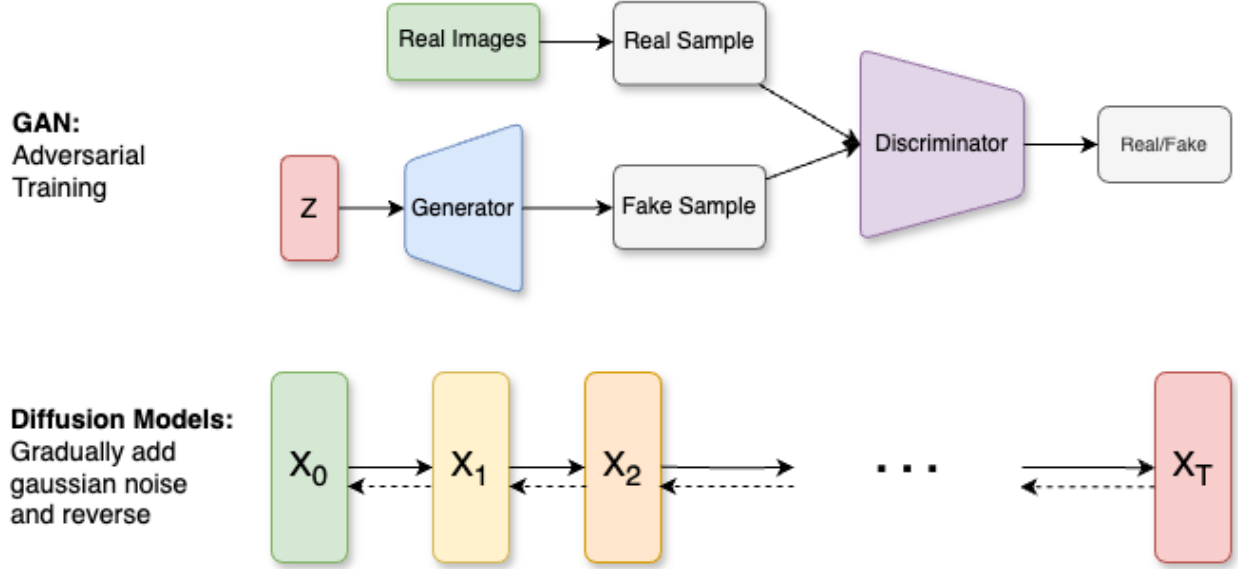 Real Images
Real Sample
GAN:
Adversarial
Training
Discriminator
Real/Fake
z
Generator
Fake Sample
Diffusion Models:
Gradually add
gaussian noise
and reverse
X₀
X₁
X₂
...
X_T